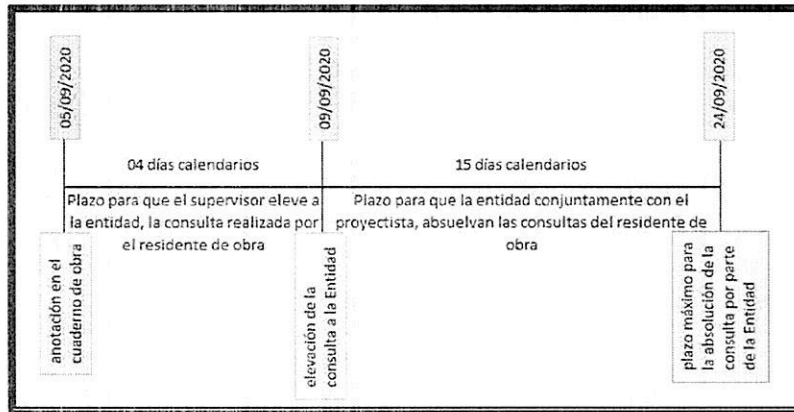 05/09/2020
09/09/2020
24/09/2020
04 días calendarios
15 días calendarios
Plazo para que el supervisor eleve a
la entidad, la consulta realizada por
el residente de obra
Plazo para que la entidad conjuntamente con el
proyectista, absuelvan las consultas del residente de
obra
anotación en el
cuaderno de obra
elevación de la
consulta a la Entidad
plazo máximo para
la absolución de la
consulta por parte
de la Entidad